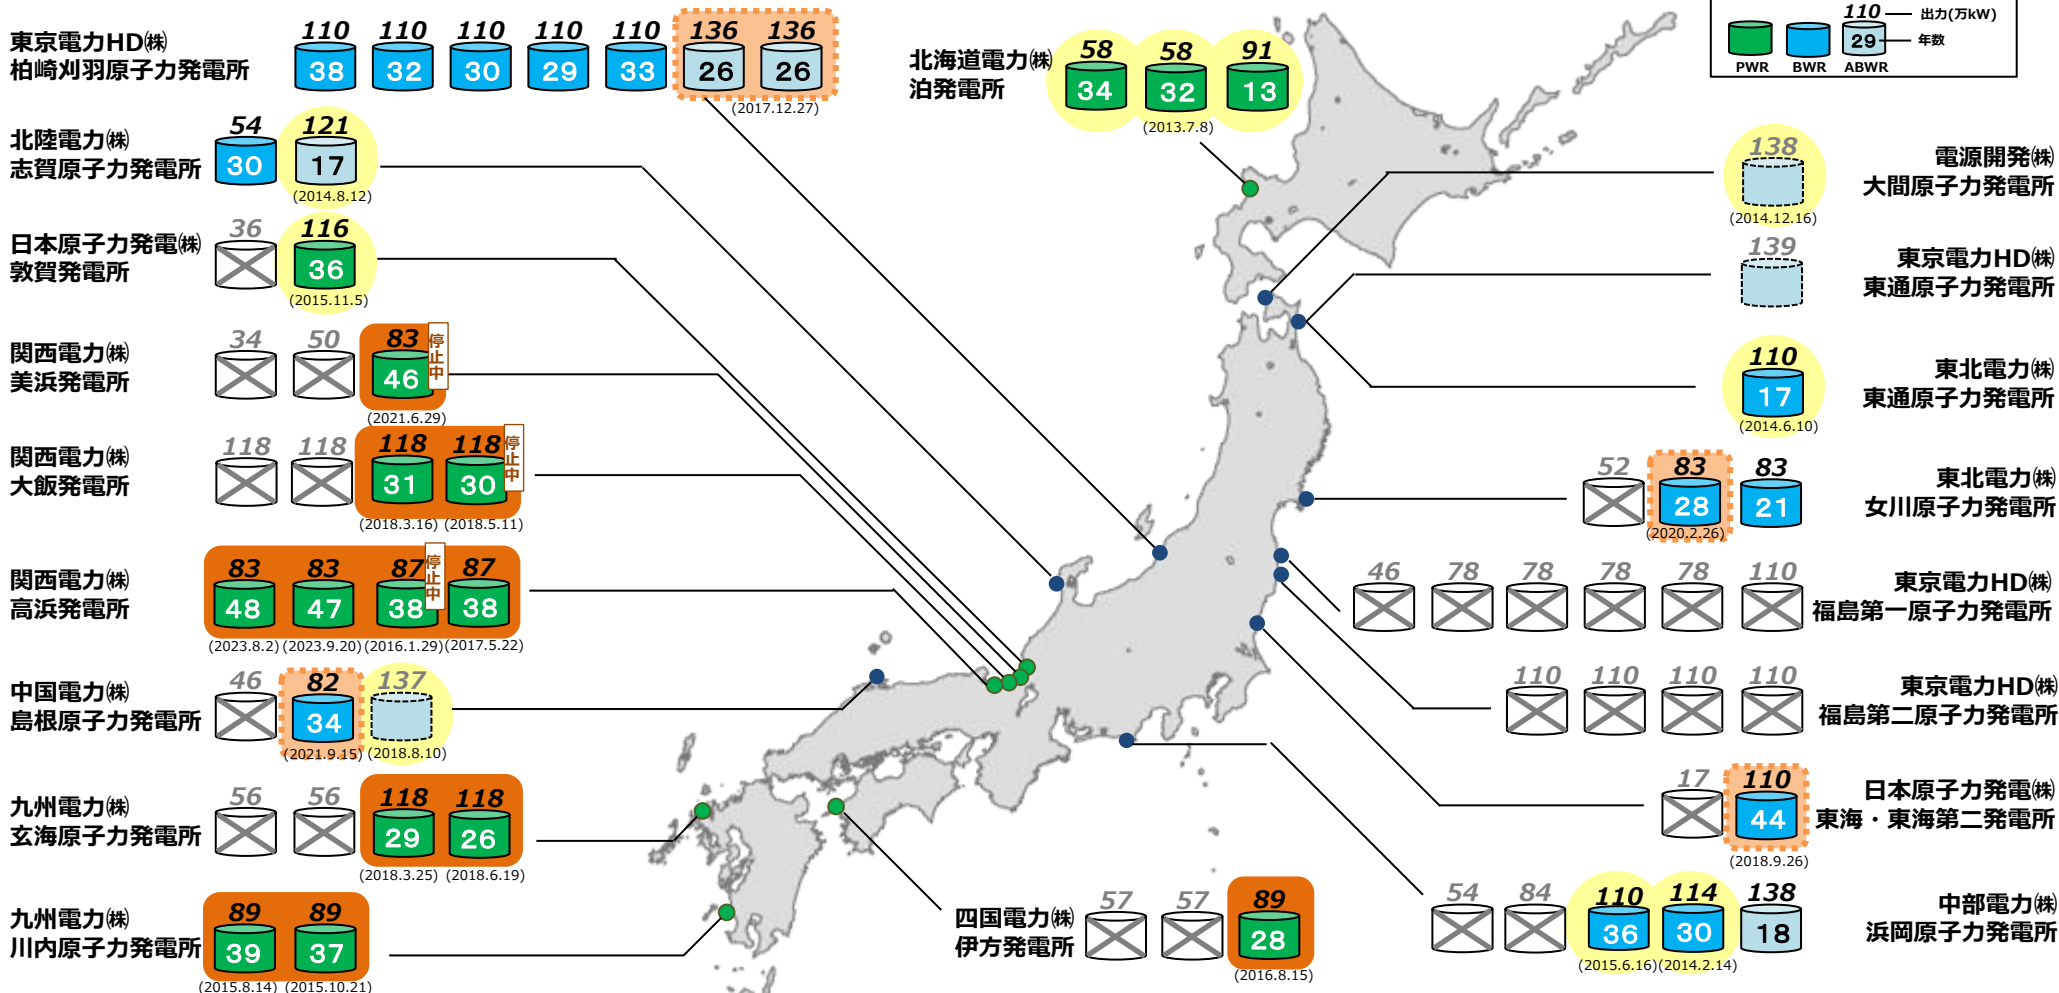 東京電力HD㈱
柏崎刈羽原子力発電所
110 110 110 110 110 136 136
38 32 30 29 33 26 26
(2017.12.27)
北陸電力㈱
志賀原子力発電所
54 121
30 17
(2014.8.12)
日本原子力発電㈱
敦賀発電所
36 116
36
(2015.11.5)
関西電力㈱
美浜発電所
34 50 83
46
停止中
(2021.6.29)
関西電力㈱
大飯発電所
118 118 118 118
31 30
停止中
(2018.3.16) (2018.5.11)
関西電力㈱
高浜発電所
83 83 87 87
48 47 38 38
停止中
(2023.8.2) (2023.9.20) (2016.1.29) (2017.5.22)
中国電力㈱
島根原子力発電所
46 82 137
34
(2021.9.15) (2018.8.10)
九州電力㈱
玄海原子力発電所
56 56 118 118
29 26
(2018.3.25) (2018.6.19)
九州電力㈱
川内原子力発電所
89 89
39 37
(2015.8.14) (2015.10.21)
北海道電力㈱
泊発電所
58 58 91
34 32 13
(2013.7.8)
110 出力(万kW)
29 年数
PWR BWR ABWR
138
電源開発㈱
大間原子力発電所
(2014.12.16)
139
東京電力HD㈱
東通原子力発電所
110
17
東北電力㈱
東通原子力発電所
(2014.6.10)
52 83 83
28 21
東北電力㈱
女川原子力発電所
(2020.2.26)
46 78 78 78 78 110
東京電力HD㈱
福島第一原子力発電所
110 110 110 110
東京電力HD㈱
福島第二原子力発電所
17 110
44
日本原子力発電㈱
東海・東海第二発電所
(2018.9.26)
54 84 110 114 138
36 30 18
中部電力㈱
浜岡原子力発電所
(2015.6.16) (2014.2.14)
四国電力㈱
伊方発電所
57 57 89
28
(2016.8.15)